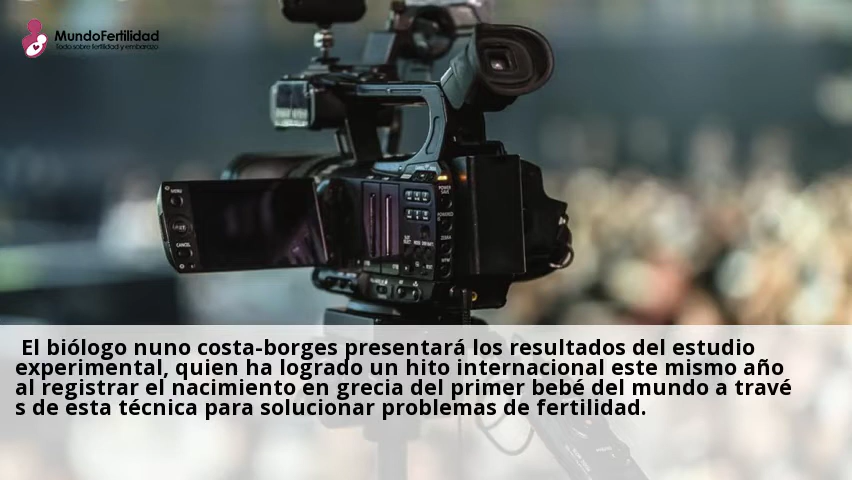 MundoFertilidad
Todo sobre fertilidad y embarazo
MENU
CANCEL
El biólogo nuno costa-borges presentará los resultados del estudio
experimental, quien ha logrado un hito internacional este mismo año
al registrar el nacimiento en grecia del primer bebé del mundo a travé
s de esta técnica para solucionar problemas de fertilidad.